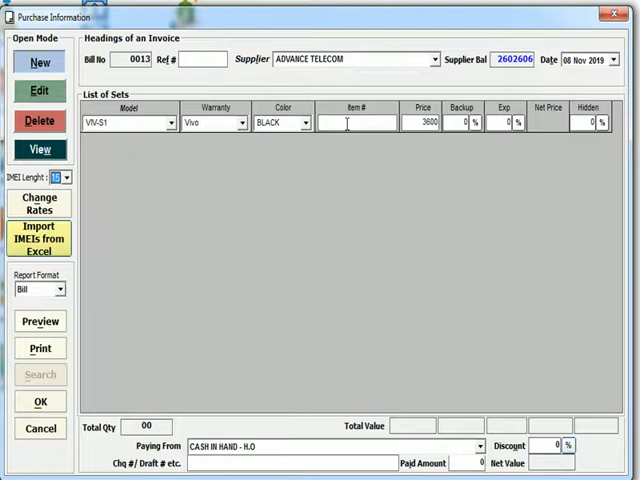 Purchase Information
Open Mode
New
Edit
Delete
View
IMEI Lenght : 15
Change Rates
Import IMEIs from Excel
Report Format
Bill
Preview
Print
Search
OK
Cancel
Headings of an Invoice
Bill No 0013 Ref # Supplier ADVANCE TELECOM Supplier Bal 2602606 Date 08 Nov 2019
List of Sets
Model Warranty Color Item # Price Backup Exp Net Price Hidden
VIV-S1 Vivo BLACK 3600 0 % 0 % 0 %
Total Qty 00 Total Value
Paying From CASH IN HAND - H.O Discount 0 %
Chq #/ Draft # etc. Paid Amount 0 Net Value